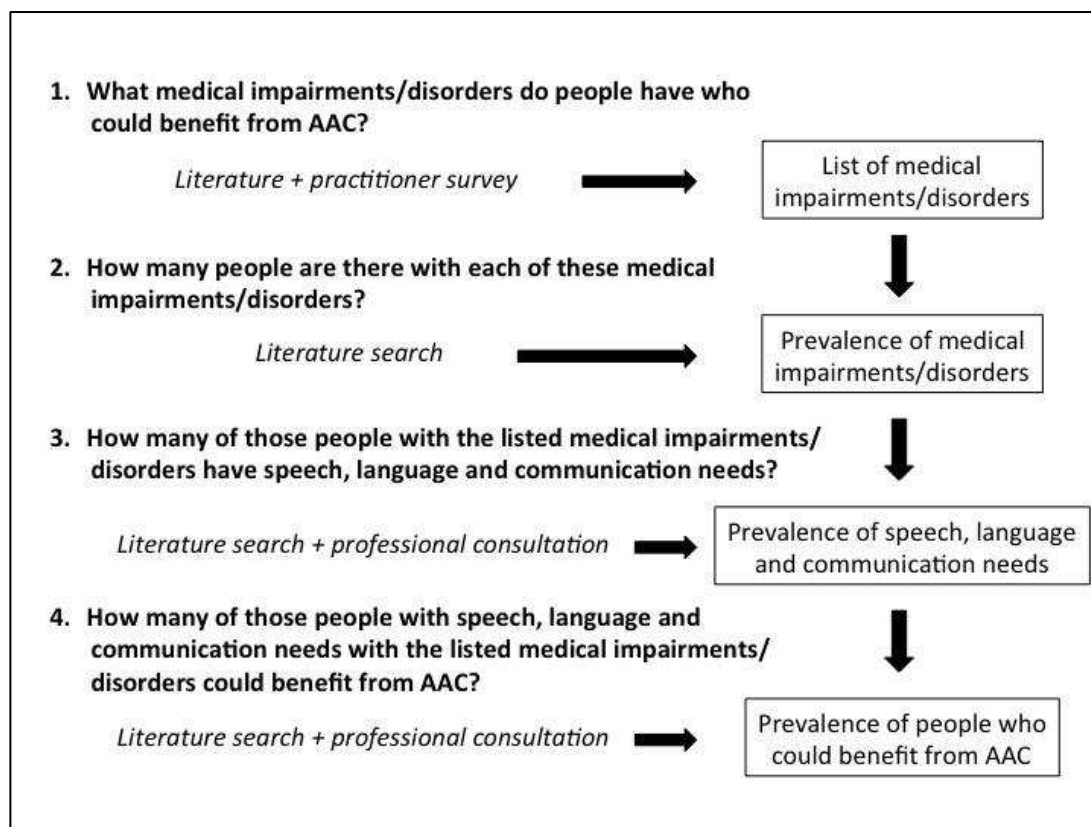 1. What medical impairments/disorders do people have who
could benefit from AAC?
Literature + practitioner survey
List of medical
impairments/disorders
2. How many people are there with each of these medical
impairments/disorders?
Literature search
Prevalence of medical
impairments/disorders
3. How many of those people with the listed medical impairments/
disorders have speech, language and communication needs?
Literature search + professional consultation
Prevalence of speech, language
and communication needs
4. How many of those people with speech, language and
communication needs with the listed medical impairments/
disorders could benefit from AAC?
Literature search + professional consultation
Prevalence of people who
could benefit from AAC